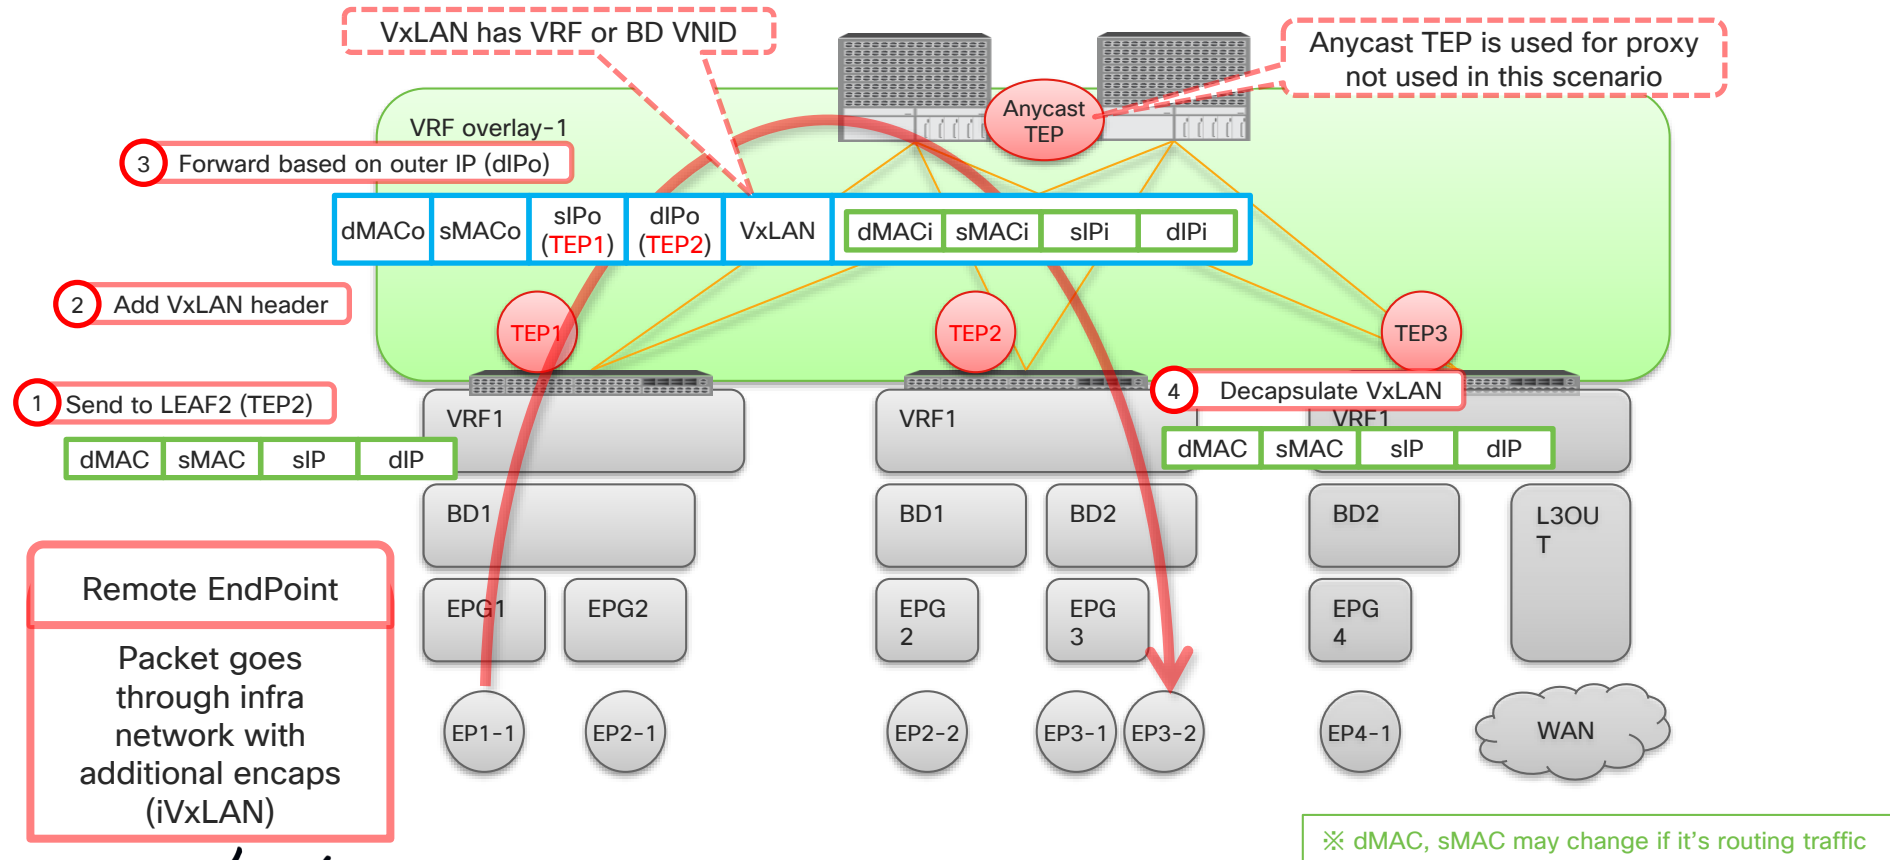 VxLAN has VRF or BD VNID
Anycast TEP is used for proxy
not used in this scenario
Anycast
TEP
VRF overlay-1
3 Forward based on outer IP (dIPo)
dMACo sMACo sIPo (TEP1) dIPo (TEP2) VxLAN dMACi sMACi sIPi dIPi
2 Add VxLAN header
TEP1
TEP2
TEP3
1 Send to LEAF2 (TEP2)
4 Decapsulate VxLAN
VRF1
VRF1
VRF1
dMAC sMAC sIP dIP
dMAC sMAC sIP dIP
BD1
BD1
BD2
BD2
L3OU
T
Remote EndPoint
Packet goes
through infra
network with
additional encaps
(iVxLAN)
EPG1
EPG2
EPG
2
EPG
3
EPG
4
EP1-1
EP2-1
EP2-2
EP3-1
EP3-2
EP4-1
WAN
※ dMAC, sMAC may change if it's routing traffic